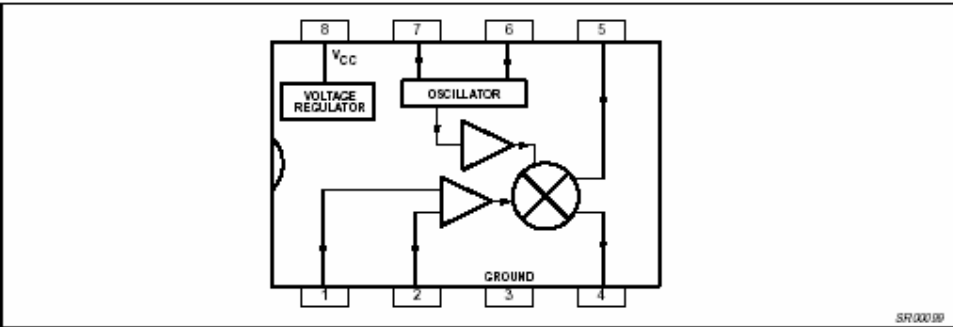 8 7 6 5
VCC
VOLTAGE
REGULATOR
OSCILLATOR
GROUND
1 2 3 4
SR00099